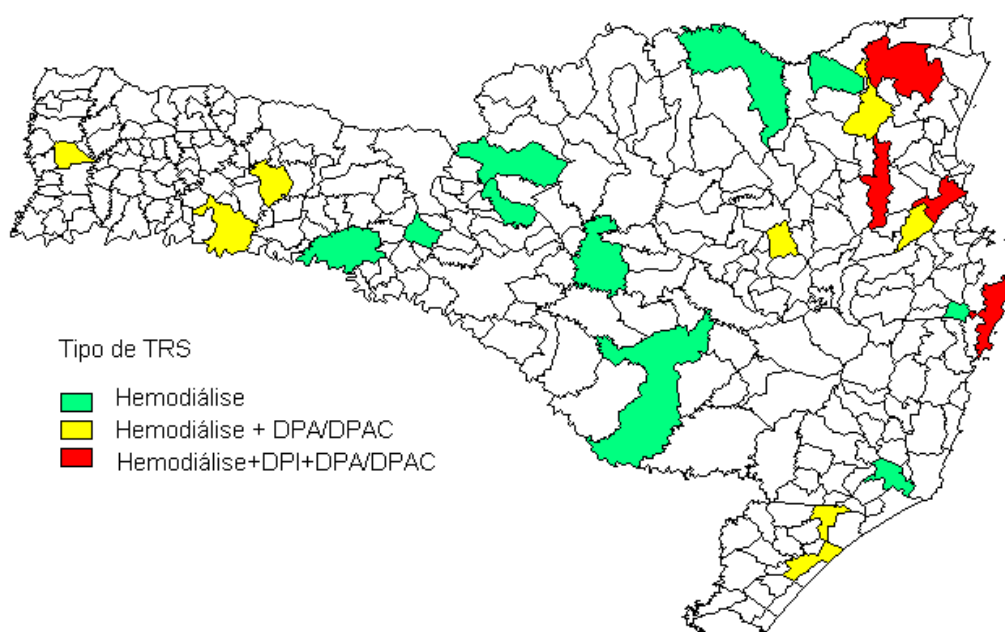 Tipo de TRS
Hemodiálise
Hemodiálise + DPA/DPAC
Hemodiálise+DPI+DPA/DPAC